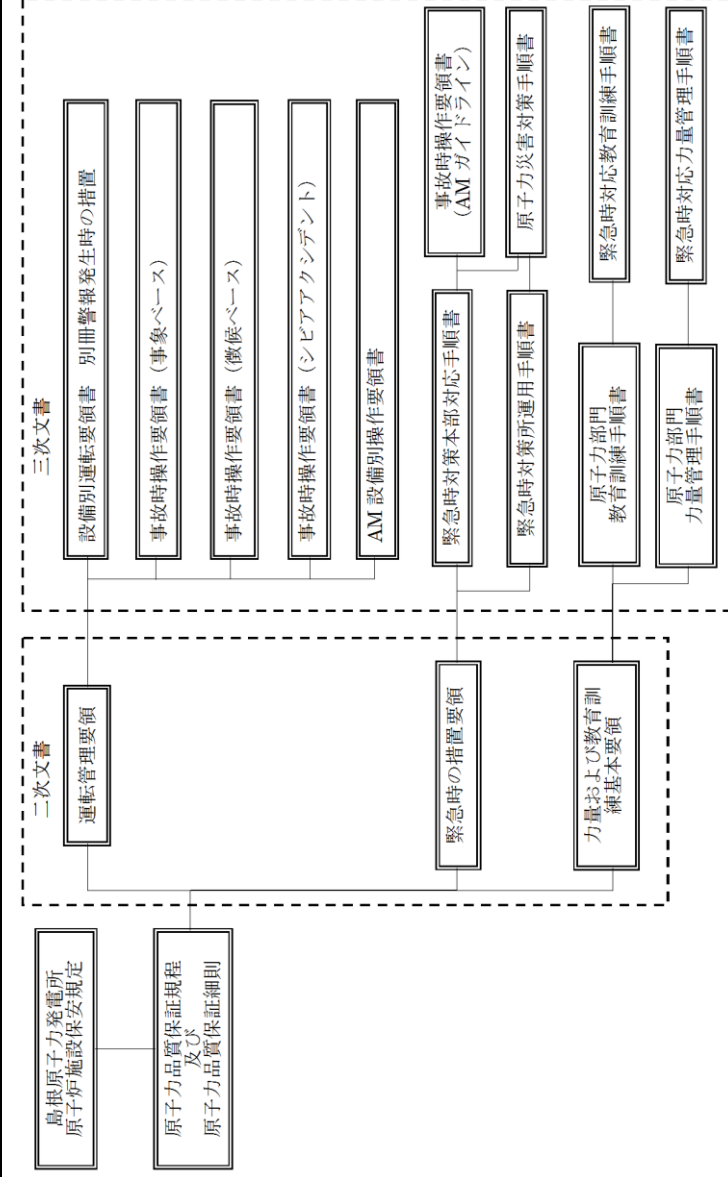 島根原子力発電所
原子炉施設保安規定
原子力品質保証規程
及び
原子力品質保証細則
二次文書
運転管理要領
緊急時の措置要領
力量および教育訓
練基本要領
三次文書
設備別運転要領書　別冊警報発生時の措置
事故時操作要領書（事象ベース）
事故時操作要領書（徴候ベース）
事故時操作要領書（シビアアクシデント）
AM 設備別操作要領書
緊急時対策本部対応手順書
緊急時対策所運用手順書
原子力部門
教育訓練手順書
原子力部門
力量管理手順書
事故時操作要領書
(AM ガイドライン)
原子力災害対策手順書
緊急時対応教育訓練手順書
緊急時対応力量管理手順書